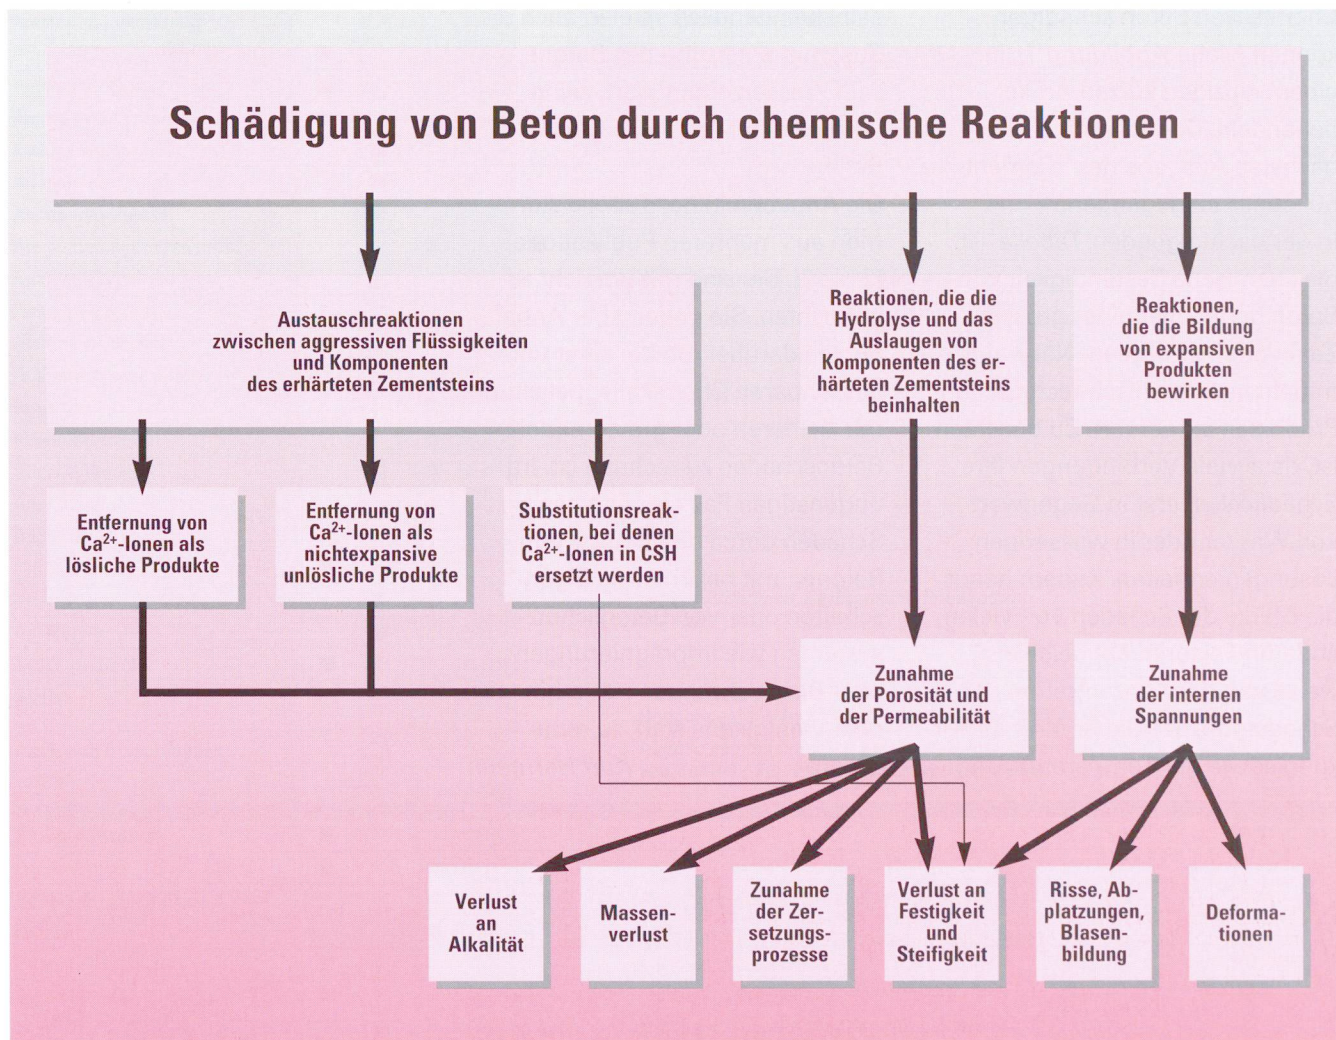 Schädigung von Beton durch chemische Reaktionen
Austauschreaktionen
zwischen aggressiven Flüssigkeiten
und Komponenten
des erhärteten Zementsteins
Reaktionen, die die
Hydrolyse und das
Auslaugen von
Komponenten des er-
härteten Zementsteins
beinhalten
Reaktionen,
die die Bildung
von expansiven
Produkten
bewirken
Entfernung von
Ca²⁺-Ionen als
lösliche Produkte
Entfernung von
Ca²⁺-Ionen als
nichtexpansive
unlösliche Produkte
Substitutionsreak-
tionen, bei denen
Ca²⁺-Ionen in CSH
ersetzt werden
Zunahme
der Porosität und
der Permeabilität
Zunahme
der internen
Spannungen
Verlust
an
Alkalität
Massen-
verlust
Zunahme
der Zer-
setzungs-
prozesse
Verlust an
Festigkeit
und
Steifigkeit
Risse, Ab-
platzungen,
Blasen-
bildung
Deforma-
tionen